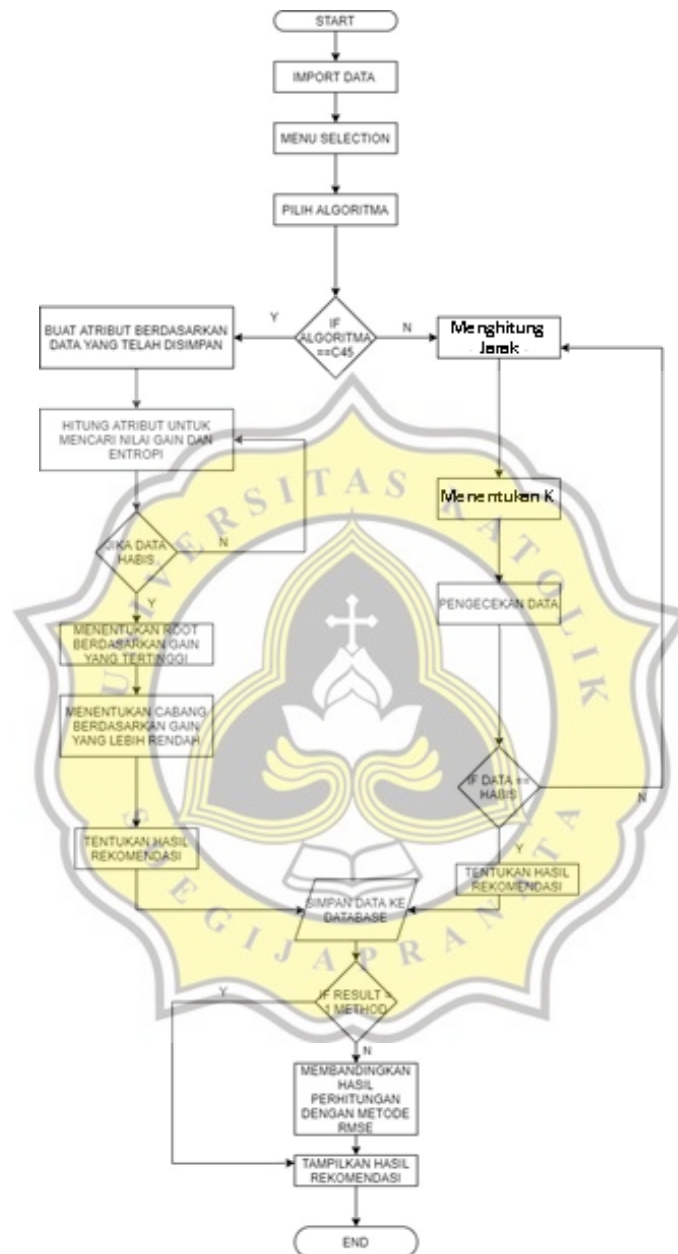 START
IMPORT DATA
MENU SELECTION
PILIH ALGORITMA
IF
ALGORITMA
==C45
Y
N
BUAT ATRIBUT BERDASARKAN
DATA YANG TELAH DISIMPAN
HITUNG ATRIBUT UNTUK
MENCARI NILAI GAIN DAN
ENTROPI
JIKA DATA
HABIS
N
Y
MENENTUKAN ROOT
BERDASARKAN GAIN
YANG TERTINGGI
MENENTUKAN CABANG
BERDASARKAN GAIN
YANG LEBIH RENDAH
TENTUKAN HASIL
REKOMENDASI
Menghitung
Jarak
Menentukan K
PENGECEKAN DATA
IF DATA ==
HABIS
N
Y
TENTUKAN HASIL
REKOMENDASI
SIMPAN DATA KE
DATABASE
IF RESULT =
1 METHOD
Y
N
MEMBANDINGKAN
HASIL
PERHITUNGAN
DENGAN METODE
RMSE
TAMPILKAN HASIL
REKOMENDASI
END
UNIVERSITAS KATOLIK
SOEGIJAPRANATA